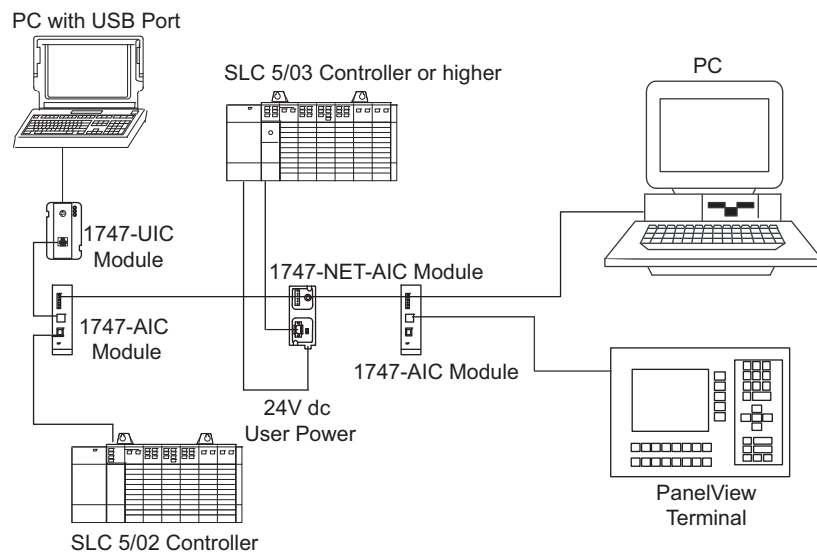 PC with USB Port
SLC 5/03 Controller or higher
PC
1747-UIC
Module
1747-NET-AIC Module
1747-AIC
Module
1747-AIC Module
24V dc
User Power
PanelView
Terminal
SLC 5/02 Controller